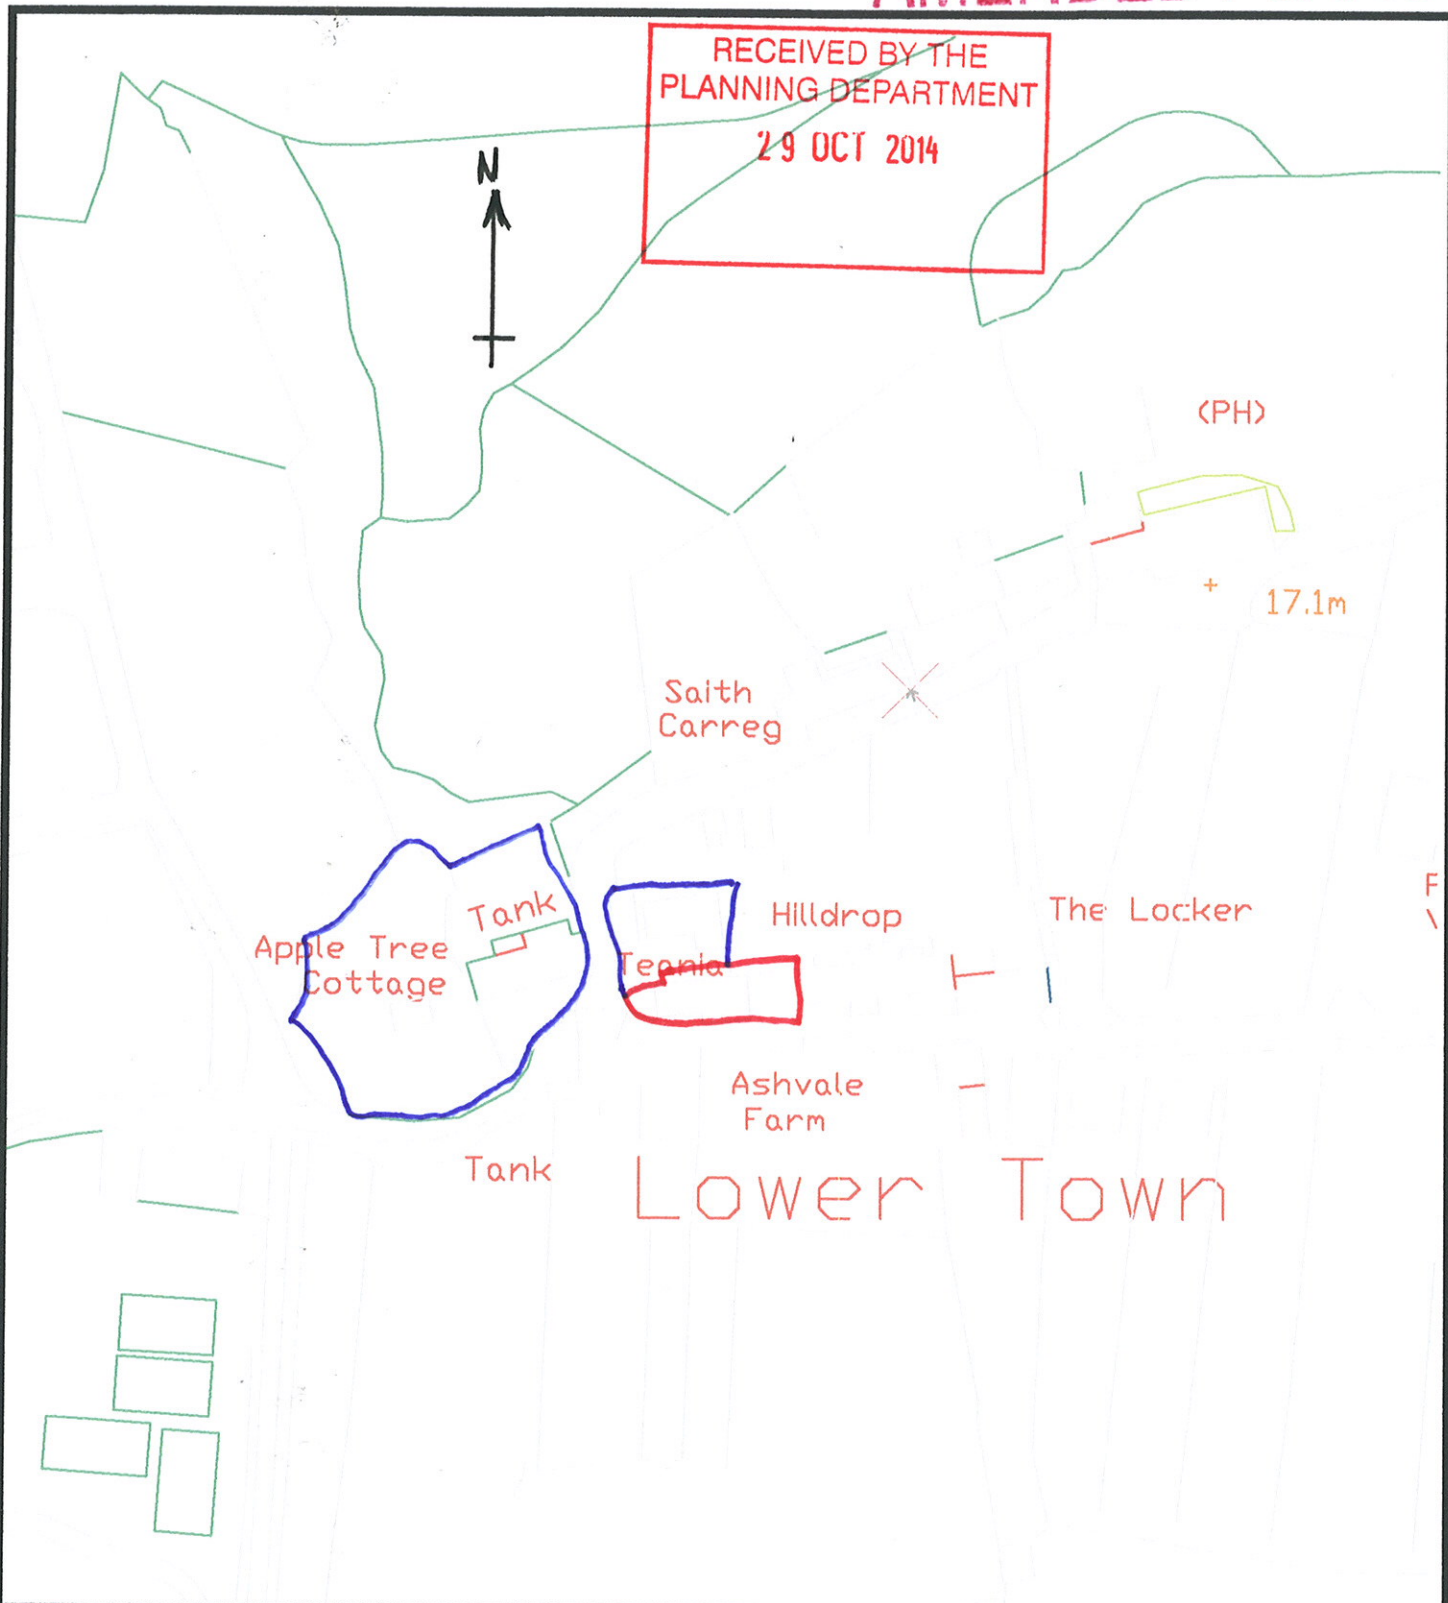 RECEIVED BY THE
PLANNING DEPARTMENT
29 OCT 2014
N
(PH)
17.1m
Saith
Carreg
Tank
Apple Tree
Cottage
Teania
Hilldrop
The Locker
F
Ashvale
Farm
Tank
Lower Town